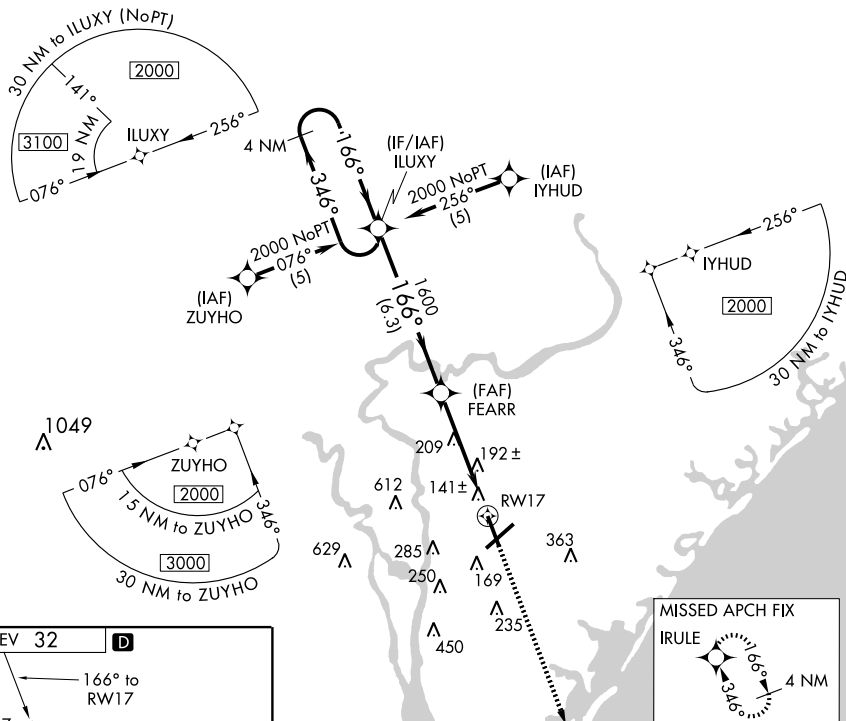 30 NM to ILUXY (NoPT)
2000
141°
3100
19 NM
ILUXY
256°
076°
4 NM
166°
346°
(IF/IAF)
ILUXY
2000 NoPT
256°
(5)
(IAF)
IYHUD
2000 NoPT
076°
(5)
(IAF)
ZUYHO
1600
166°
(6.3)
256°
IYHUD
2000
346°
30 NM to IYHUD
(FAF)
FEARR
1049
209
192 ±
141±
RW17
612
629
285
250
169
363
235
450
076°
ZUYHO
2000
346°
15 NM to ZUYHO
3000
30 NM to ZUYHO
EV 32
D
166° to
RW17
MISSED APCH FIX
IRULE
166°
346°
4 NM